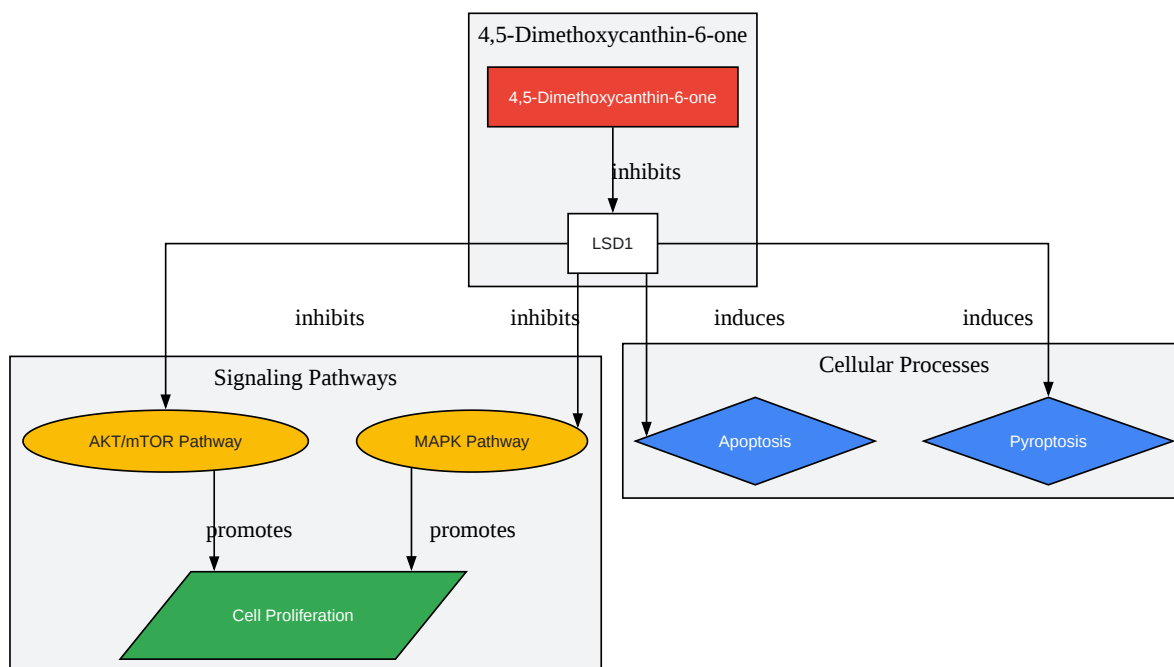 4,5-Dimethoxycanthin-6-one
4,5-Dimethoxycanthin-6-one
inhibits
LSD1
inhibits
inhibits
induces
induces
Signaling Pathways
Cellular Processes
AKT/mTOR Pathway
MAPK Pathway
Apoptosis
Pyroptosis
promotes
promotes
Cell Proliferation